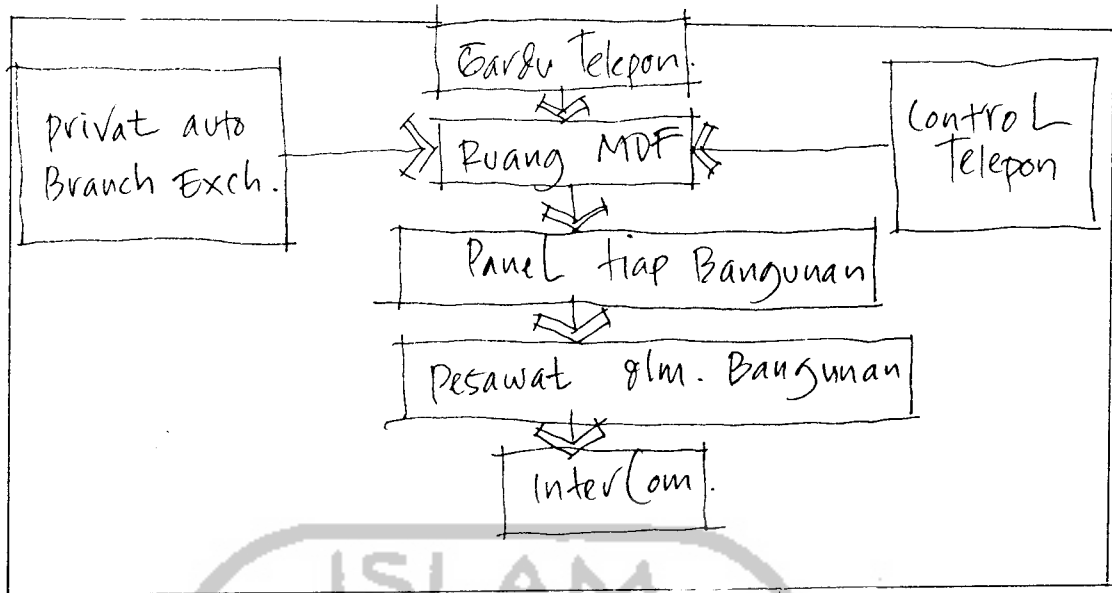 Gardu Telepon.
privat auto
Branch Exch.
Ruang MDF
Control
Telepon
Panel tiap Bangunan
Pesawat dlm. Bangunan
InterCom.
ISLAM